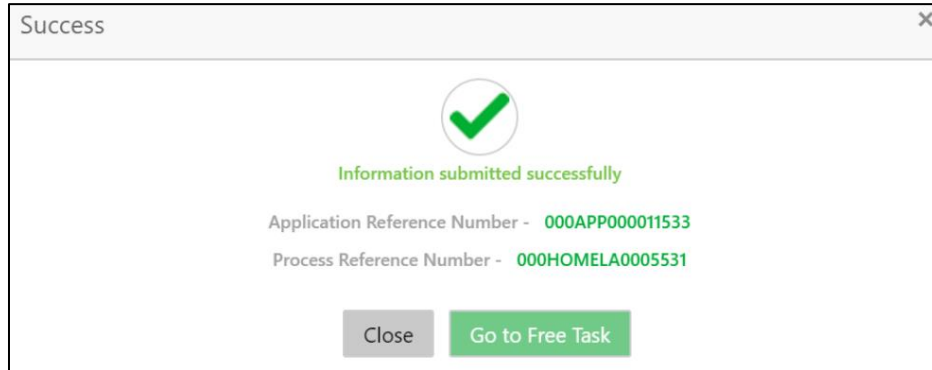 Success
Information submitted successfully
Application Reference Number - 000APP000011533
Process Reference Number - 000HOMELA0005531
Close Go to Free Task